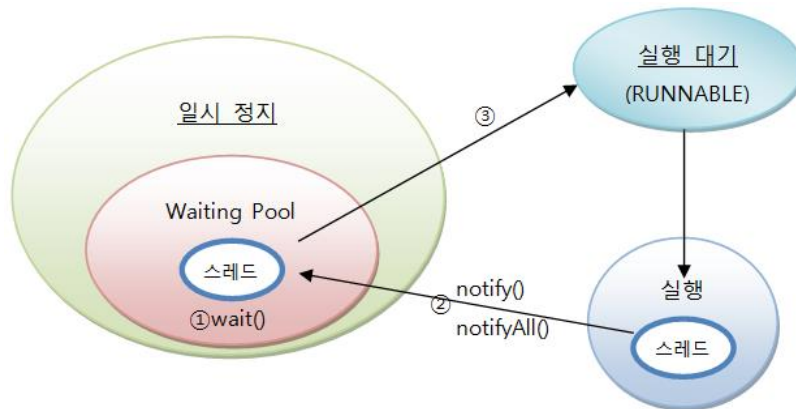 일시 정지
Waiting Pool
스레드
①wait()
③
실행 대기
(RUNNABLE)
②
notify()
notifyAll()
실행
스레드